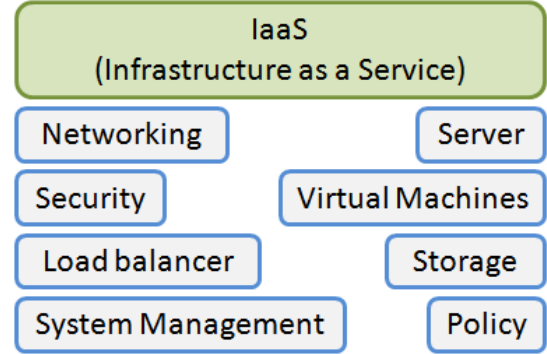 IaaS
(Infrastructure as a Service)
Networking
Server
Security
Virtual Machines
Load balancer
Storage
System Management
Policy